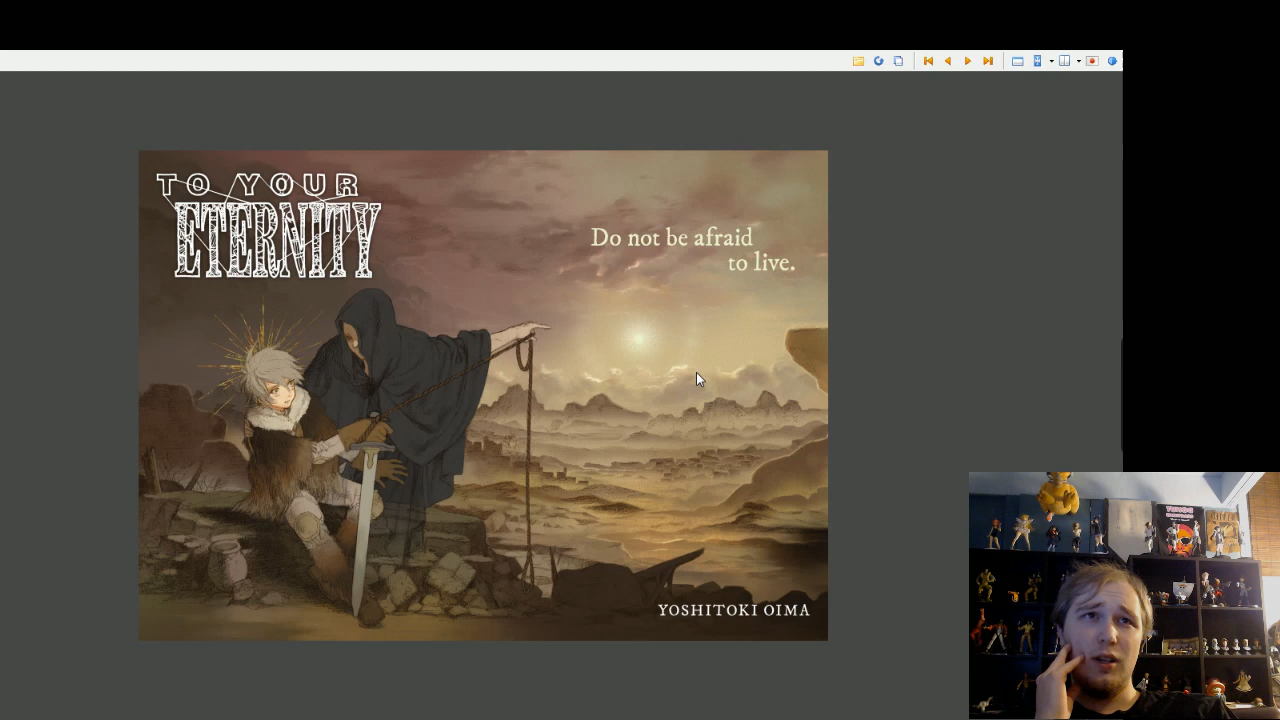 TO YOUR
ETERNITY
Do not be afraid
to live.
YOSHITOKI OIMA